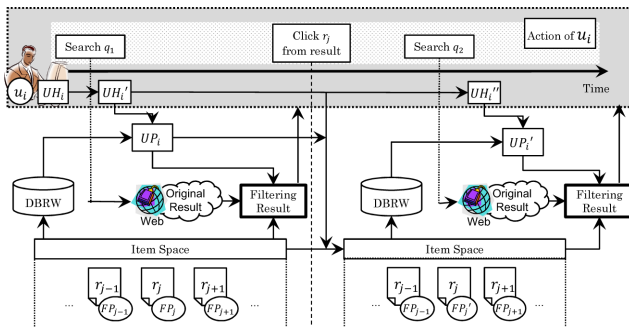 Search q1
Click rj
from result
Search q2
Action of ui
ui
UHi
UHi'
UHi''
Time
UPi
UPi'
DBRW
Web
Original
Result
Filtering
Result
DBRW
Web
Original
Result
Filtering
Result
Item Space
Item Space
... rj−1 rj rj+1 ...
FPj−1 FPj FPj+1
... rj−1 rj rj+1 ...
FPj−1 FPj' FPj+1